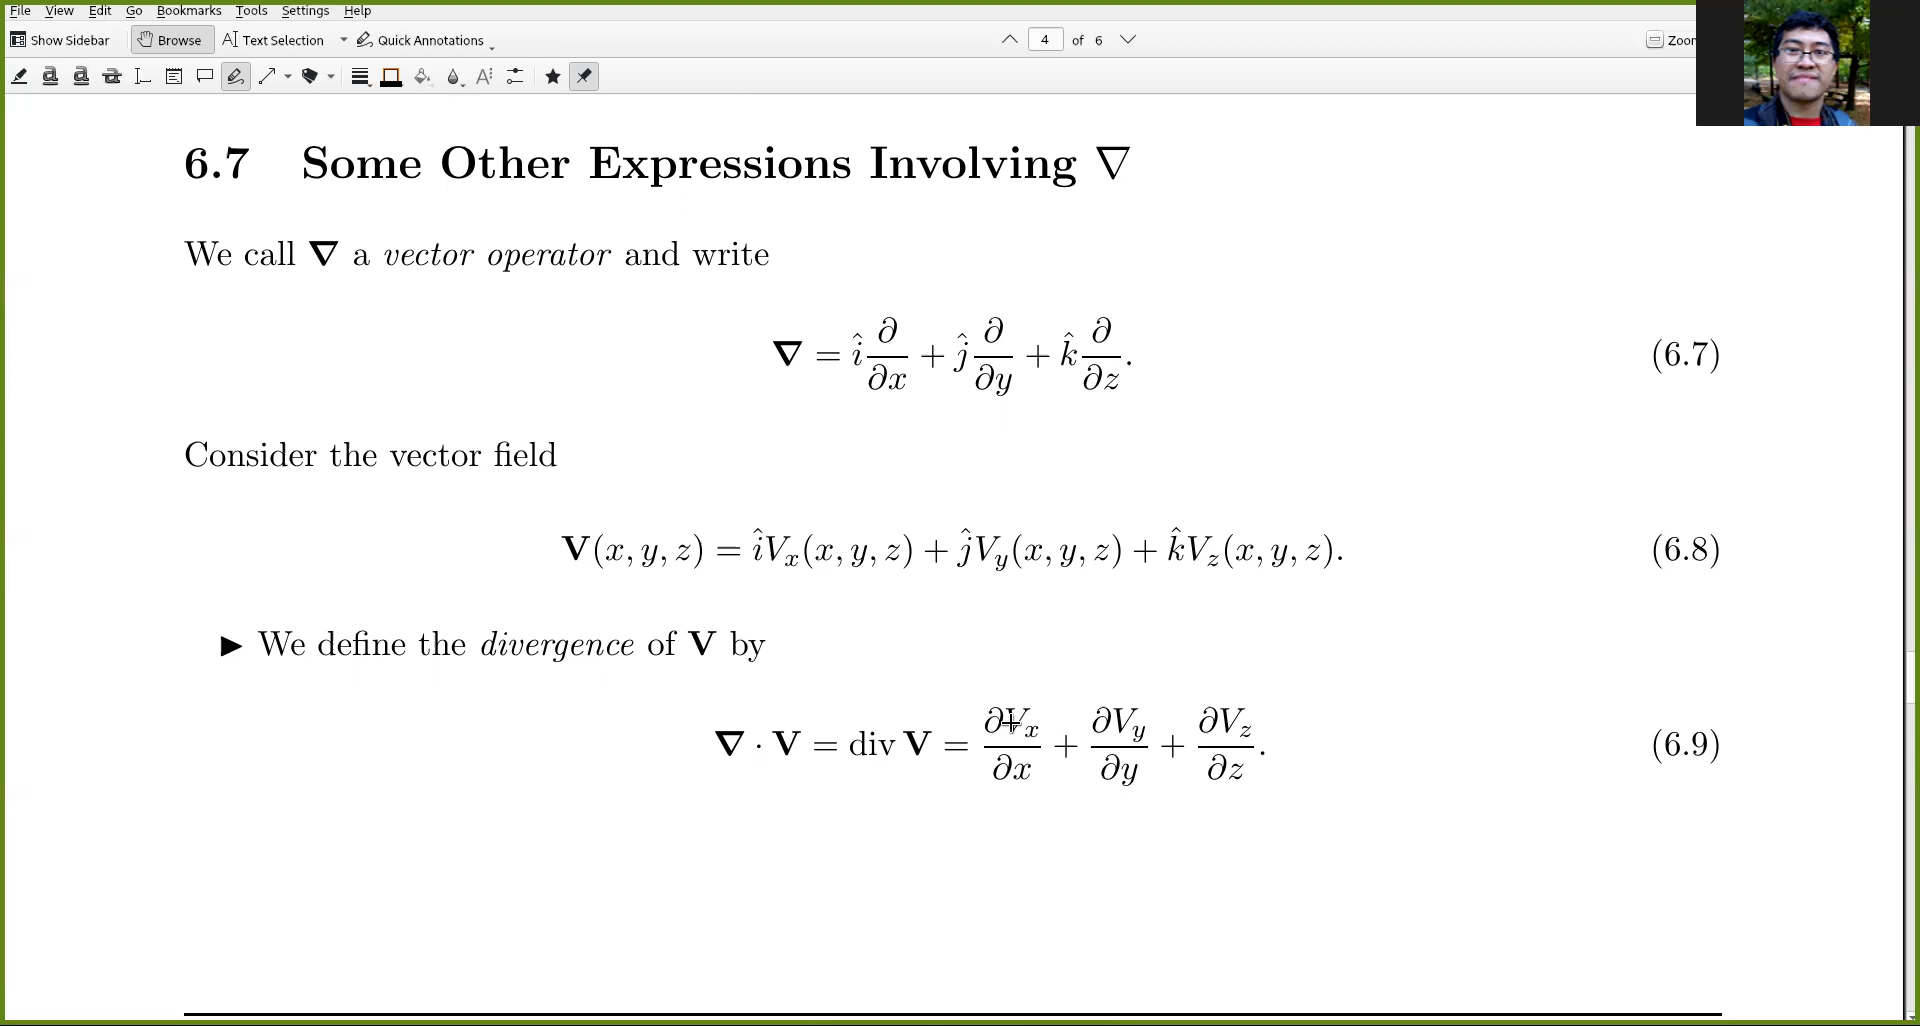 File View Edit Go Bookmarks Tools Settings Help
Show Sidebar Browse Text Selection Quick Annotations 4 of 6
6.7 Some Other Expressions Involving ∇
We call ∇ a vector operator and write
∇ = î ∂/∂x + ĵ ∂/∂y + k̂ ∂/∂z. (6.7)
Consider the vector field
V(x, y, z) = îV_x(x, y, z) + ĵV_y(x, y, z) + k̂V_z(x, y, z). (6.8)
▶ We define the divergence of V by
∇ · V = div V = ∂V_x/∂x + ∂V_y/∂y + ∂V_z/∂z. (6.9)